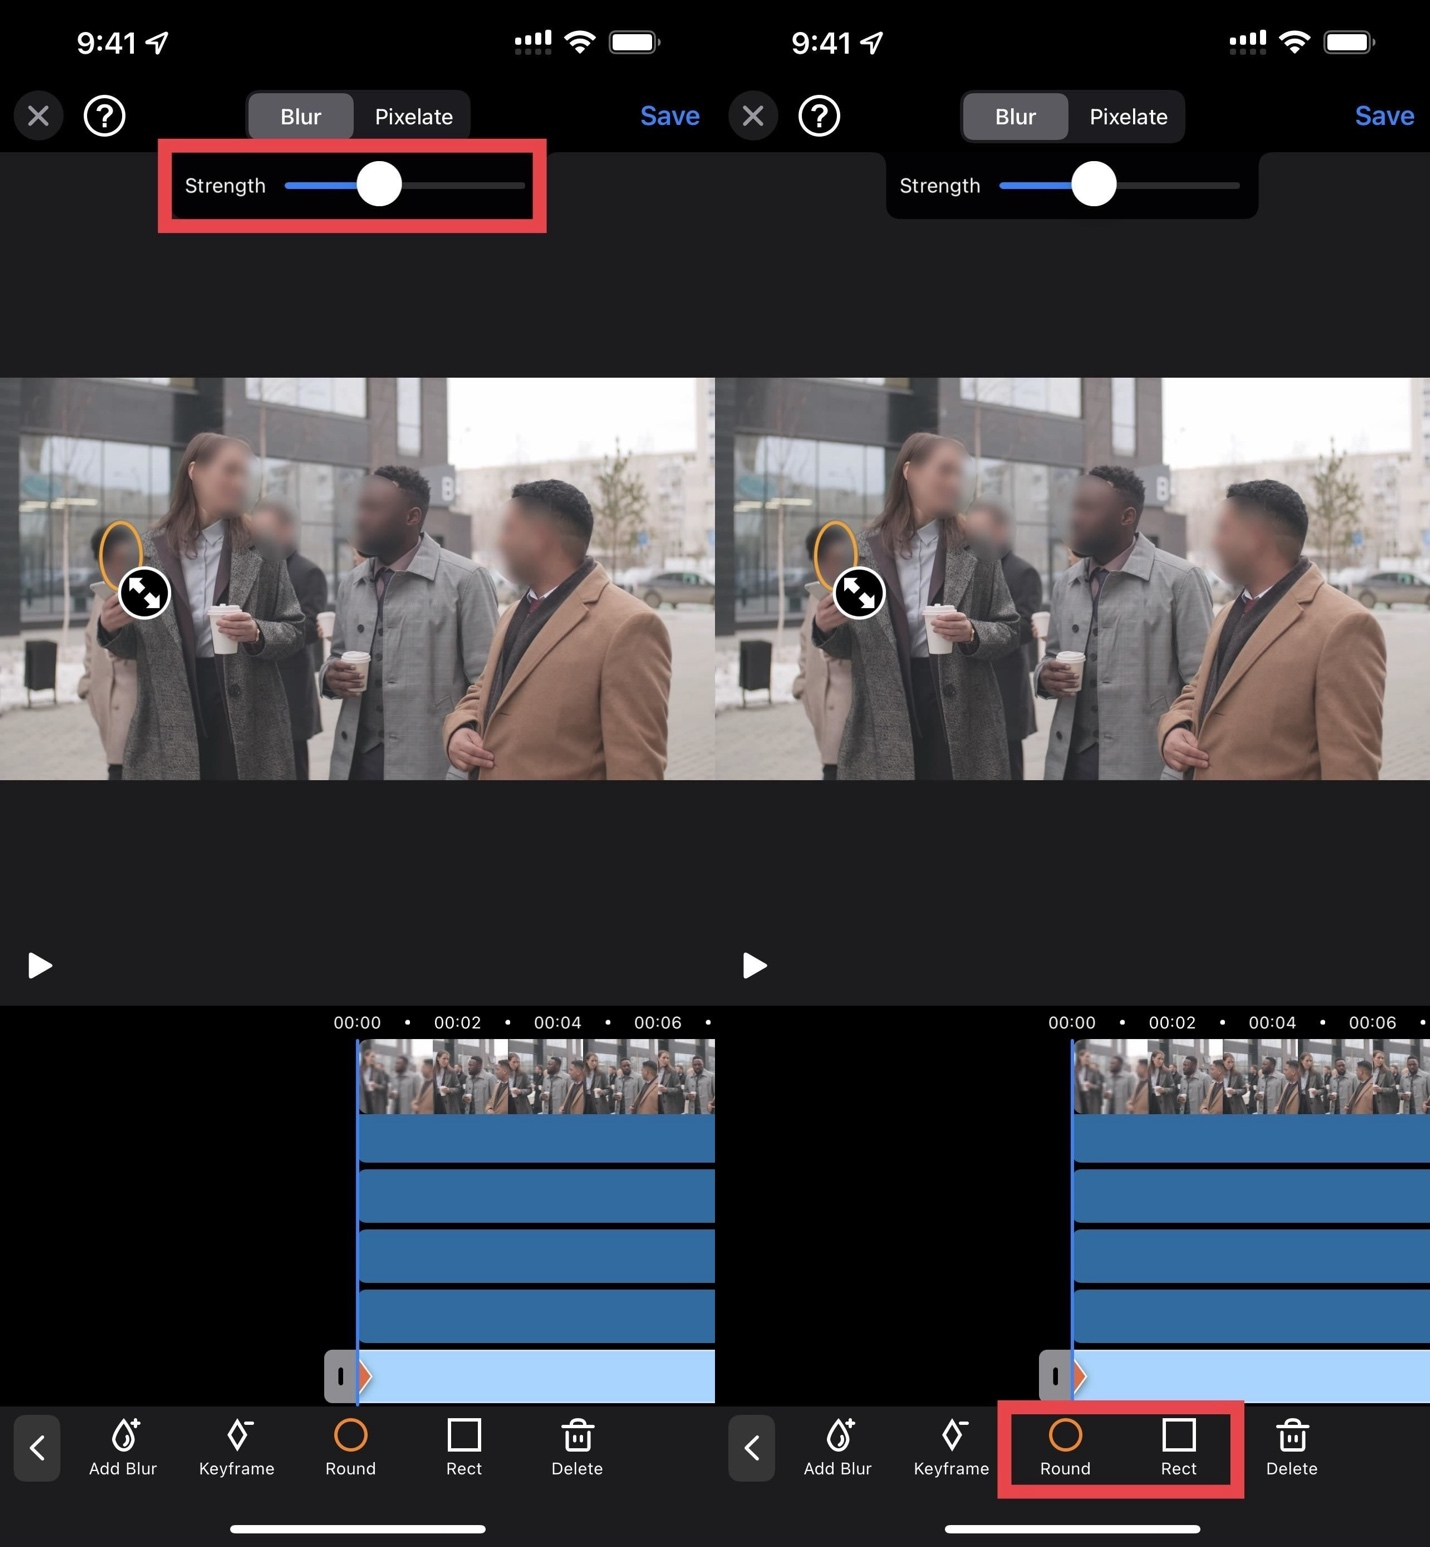 9:41
Blur Pixelate Save
Strength
00:00 • 00:02 • 00:04 • 00:06 •
Add Blur Keyframe Round Rect Delete
9:41
Blur Pixelate Save
Strength
00:00 • 00:02 • 00:04 • 00:06 •
Add Blur Keyframe Round Rect Delete